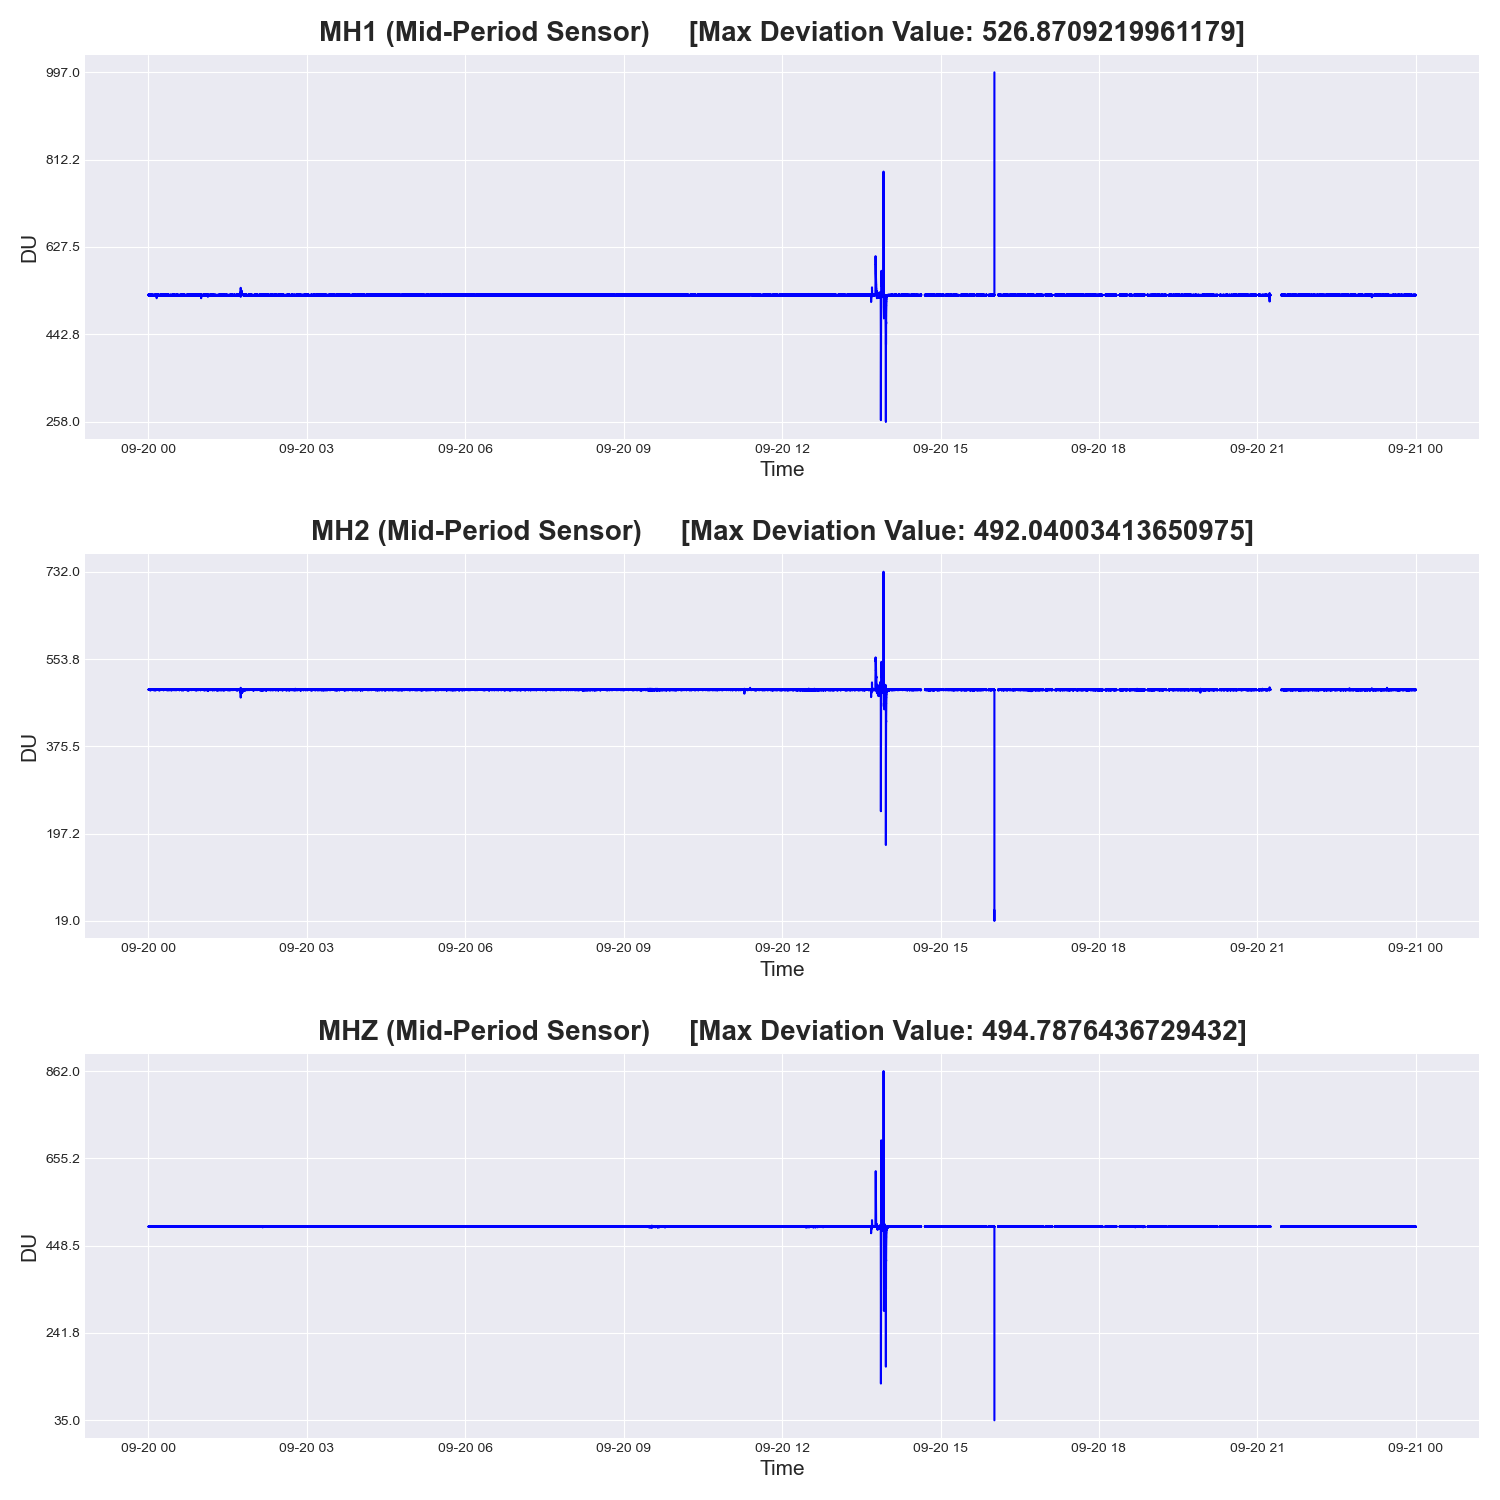 MH1 (Mid-Period Sensor) [Max Deviation Value: 526.8709219961179]
997.0
812.2
627.5
442.8
258.0
DU
09-20 00 09-20 03 09-20 06 09-20 09 09-20 12 09-20 15 09-20 18 09-20 21 09-21 00
Time
MH2 (Mid-Period Sensor) [Max Deviation Value: 492.04003413650975]
732.0
553.8
375.5
197.2
19.0
DU
09-20 00 09-20 03 09-20 06 09-20 09 09-20 12 09-20 15 09-20 18 09-20 21 09-21 00
Time
MHZ (Mid-Period Sensor) [Max Deviation Value: 494.7876436729432]
862.0
655.2
448.5
241.8
35.0
DU
09-20 00 09-20 03 09-20 06 09-20 09 09-20 12 09-20 15 09-20 18 09-20 21 09-21 00
Time